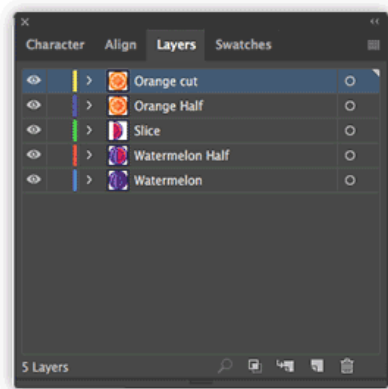 Character Align Layers Swatches
Orange cut
Orange Half
Slice
Watermelon Half
Watermelon
5 Layers